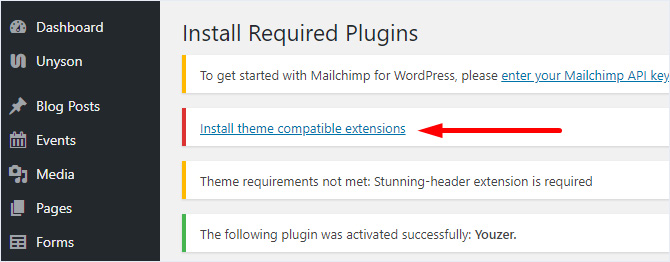 Dashboard
Unyson
Blog Posts
Events
Media
Pages
Forms
Install Required Plugins
To get started with Mailchimp for WordPress, please enter your Mailchimp API key
Install theme compatible extensions
Theme requirements not met: Stunning-header extension is required
The following plugin was activated successfully: Youzer.